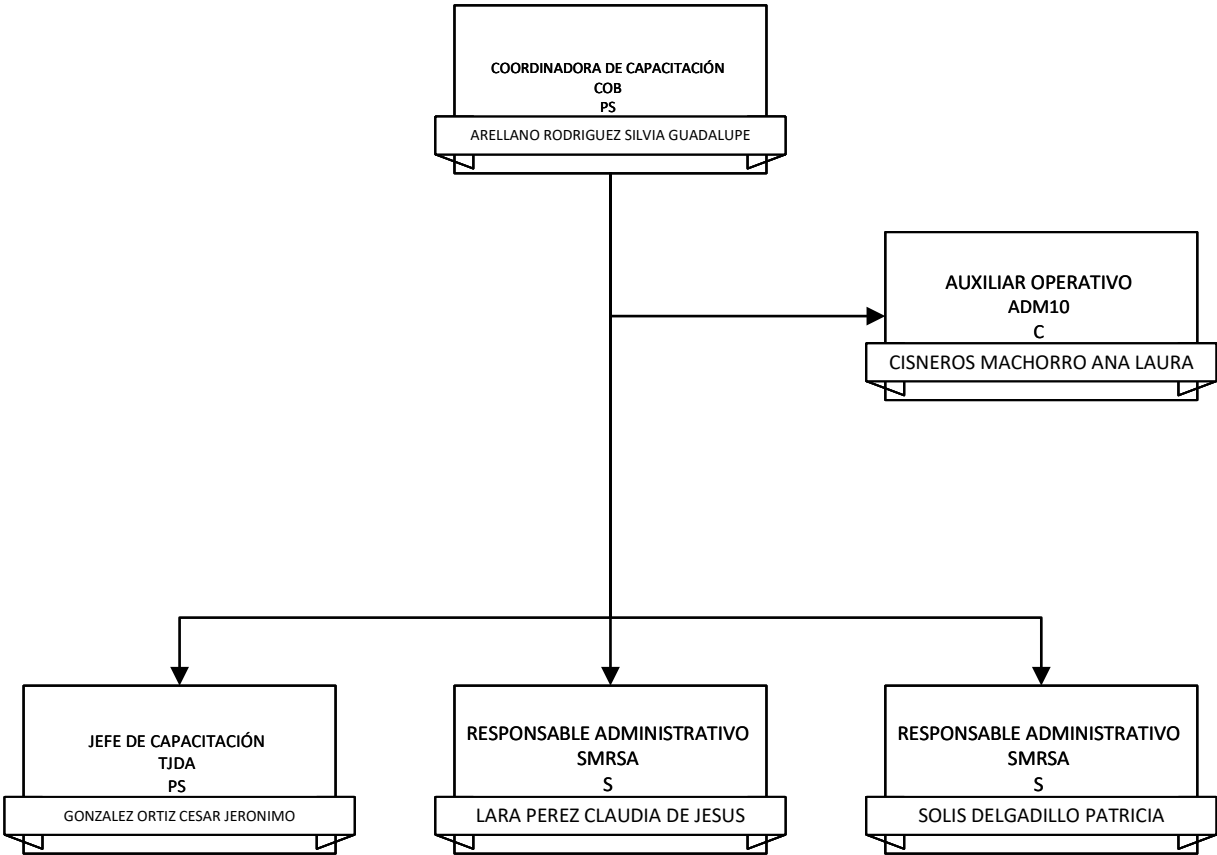 COORDINADORA DE CAPACITACIÓN
COB
PS
ARELLANO RODRIGUEZ SILVIA GUADALUPE
AUXILIAR OPERATIVO
ADM10
C
CISNEROS MACHORRO ANA LAURA
JEFE DE CAPACITACIÓN
TJDA
PS
GONZALEZ ORTIZ CESAR JERONIMO
RESPONSABLE ADMINISTRATIVO
SMRSA
S
LARA PEREZ CLAUDIA DE JESUS
RESPONSABLE ADMINISTRATIVO
SMRSA
S
SOLIS DELGADILLO PATRICIA